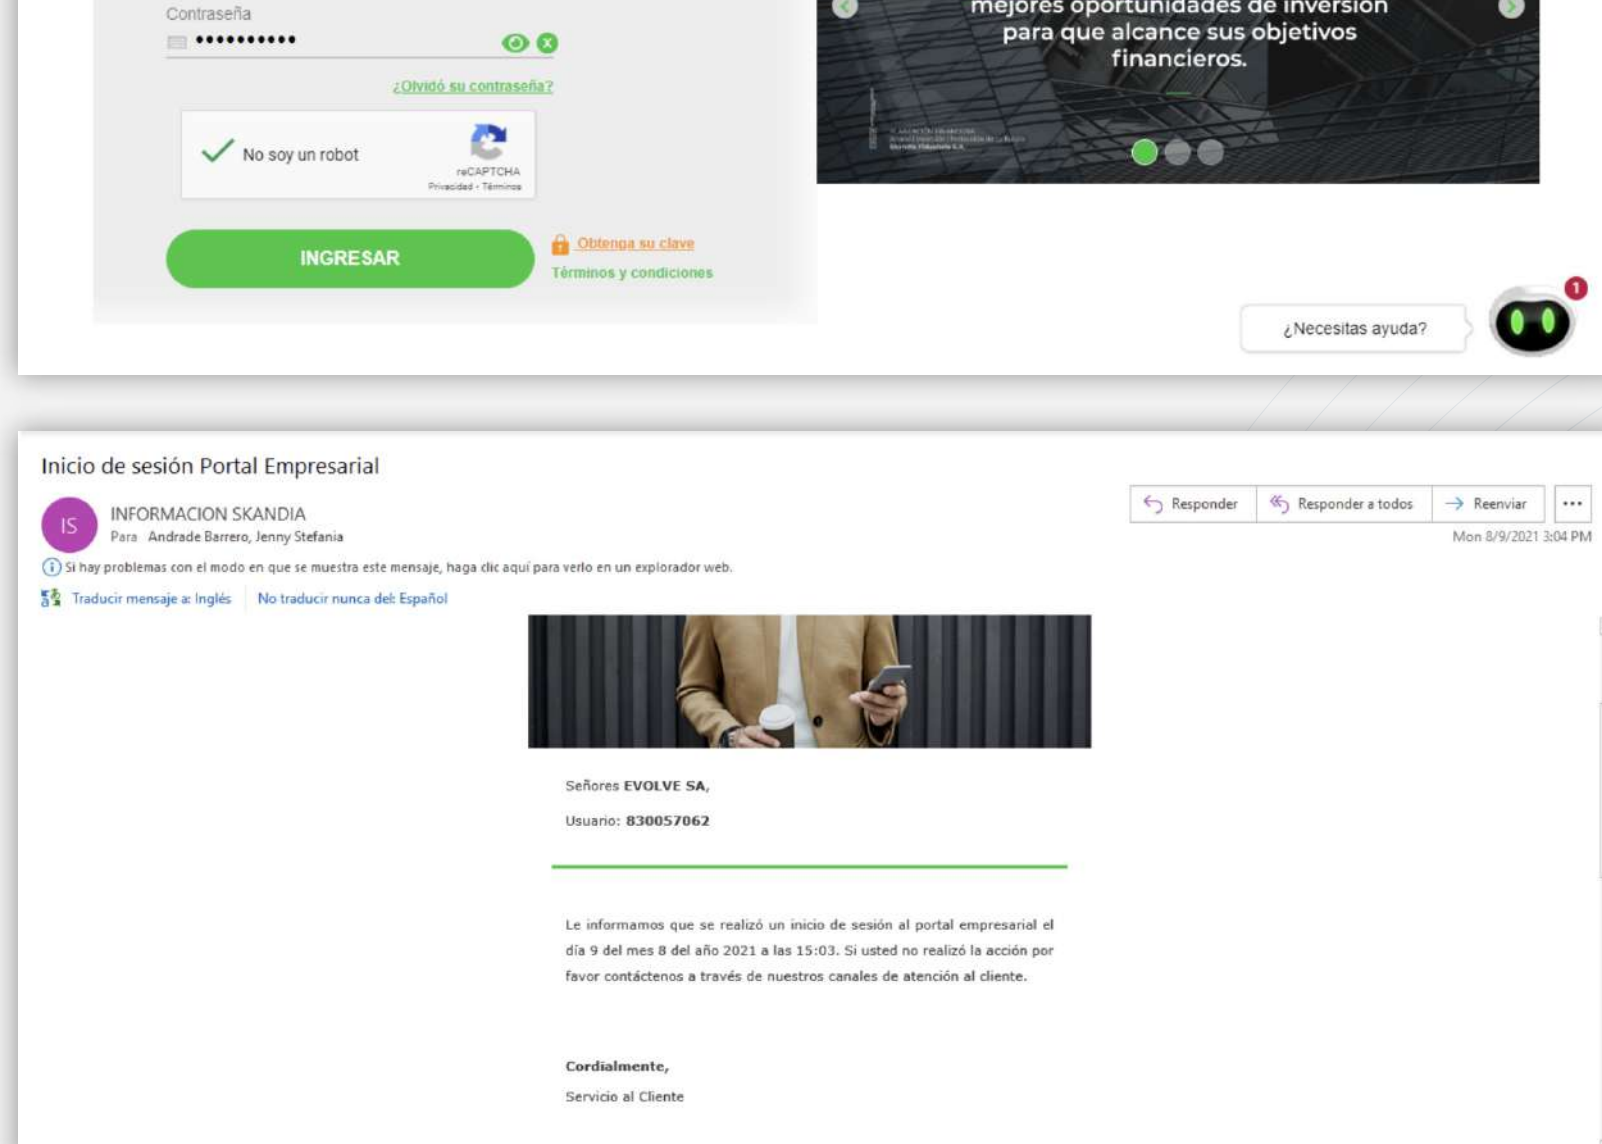 Contraseña
••••••••••
¿Olvidó su contraseña?
No soy un robot
reCAPTCHA
Privacidad - Términos
INGRESAR
Obtenga su clave
Términos y condiciones
mejores oportunidades de inversión
para que alcance sus objetivos
financieros.
¿Necesitas ayuda?
1
Inicio de sesión Portal Empresarial
IS
INFORMACION SKANDIA
Para Andrade Barrero, Jenny Stefania
Responder
Responder a todos
Reenviar
Mon 8/9/2021 3:04 PM
Si hay problemas con el modo en que se muestra este mensaje, haga clic aquí para verlo en un explorador web.
Traducir mensaje a: Inglés No traducir nunca del: Español
Señores EVOLVE SA,
Usuario: 830057062
Le informamos que se realizó un inicio de sesión al portal empresarial el
día 9 del mes 8 del año 2021 a las 15:03. Si usted no realizó la acción por
favor contáctenos a través de nuestros canales de atención al cliente.
Cordialmente,
Servicio al Cliente